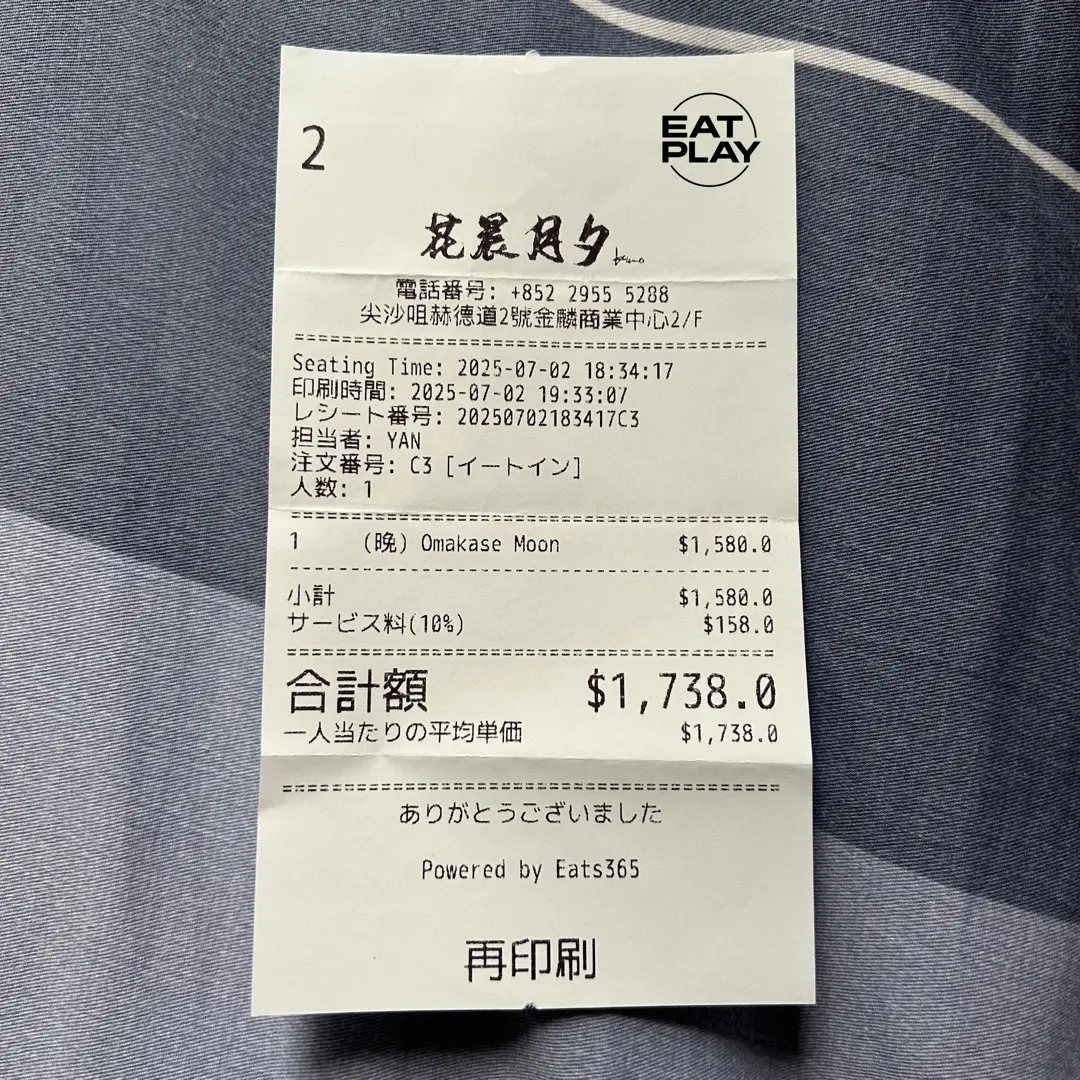 2
EAT
PLAY
花晨月夕
電話番号: +852 2955 5288
尖沙咀赫德道2號金麟商業中心2/F
Seating Time: 2025-07-02 18:34:17
印刷時間: 2025-07-02 19:33:07
レシート番号: 20250702183417C3
担当者: YAN
注文番号: C3 [イートイン]
人数: 1
1 (晚) Omakase Moon $1,580.0
小計 $1,580.0
サービス料(10%) $158.0
合計額 $1,738.0
一人当たりの平均単価 $1,738.0
ありがとうございました
Powered by Eats365
再印刷